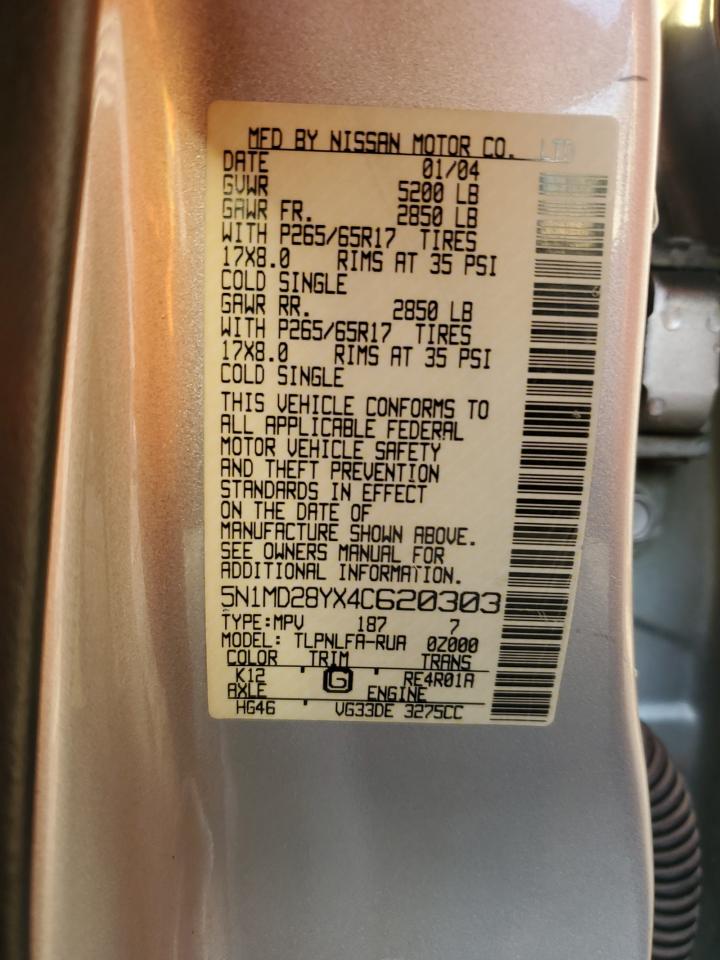 MFD BY NISSAN MOTOR CO. LTD
DATE 01/04
GVWR 5200 LB
GAWR FR. 2850 LB
WITH P265/65R17 TIRES
17X8.0 RIMS AT 35 PSI
COLD SINGLE
GAWR RR. 2850 LB
WITH P265/65R17 TIRES
17X8.0 RIMS AT 35 PSI
COLD SINGLE
THIS VEHICLE CONFORMS TO
ALL APPLICABLE FEDERAL
MOTOR VEHICLE SAFETY
AND THEFT PREVENTION
STANDARDS IN EFFECT
ON THE DATE OF
MANUFACTURE SHOWN ABOVE.
SEE OWNERS MANUAL FOR
ADDITIONAL INFORMATION.
5N1MD28YX4C620303
TYPE:MPV 187 7
MODEL: TLPNLFA-RUA 0Z000
COLOR TRIM TRANS
K12 G RE4R01A
AXLE ENGINE
HG46 VG33DE 3275CC